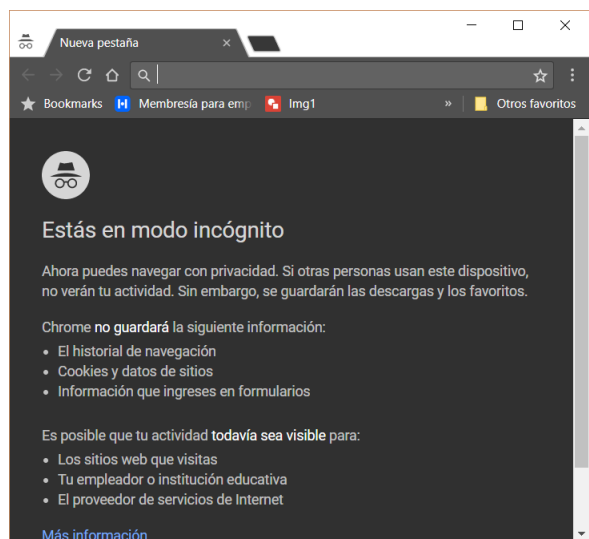 Nueva pestaña
Bookmarks Membresía para emp Img1 » Otros favoritos
Estás en modo incógnito
Ahora puedes navegar con privacidad. Si otras personas usan este dispositivo,
no verán tu actividad. Sin embargo, se guardarán las descargas y los favoritos.
Chrome no guardará la siguiente información:
• El historial de navegación
• Cookies y datos de sitios
• Información que ingreses en formularios
Es posible que tu actividad todavía sea visible para:
• Los sitios web que visitas
• Tu empleador o institución educativa
• El proveedor de servicios de Internet
Más información